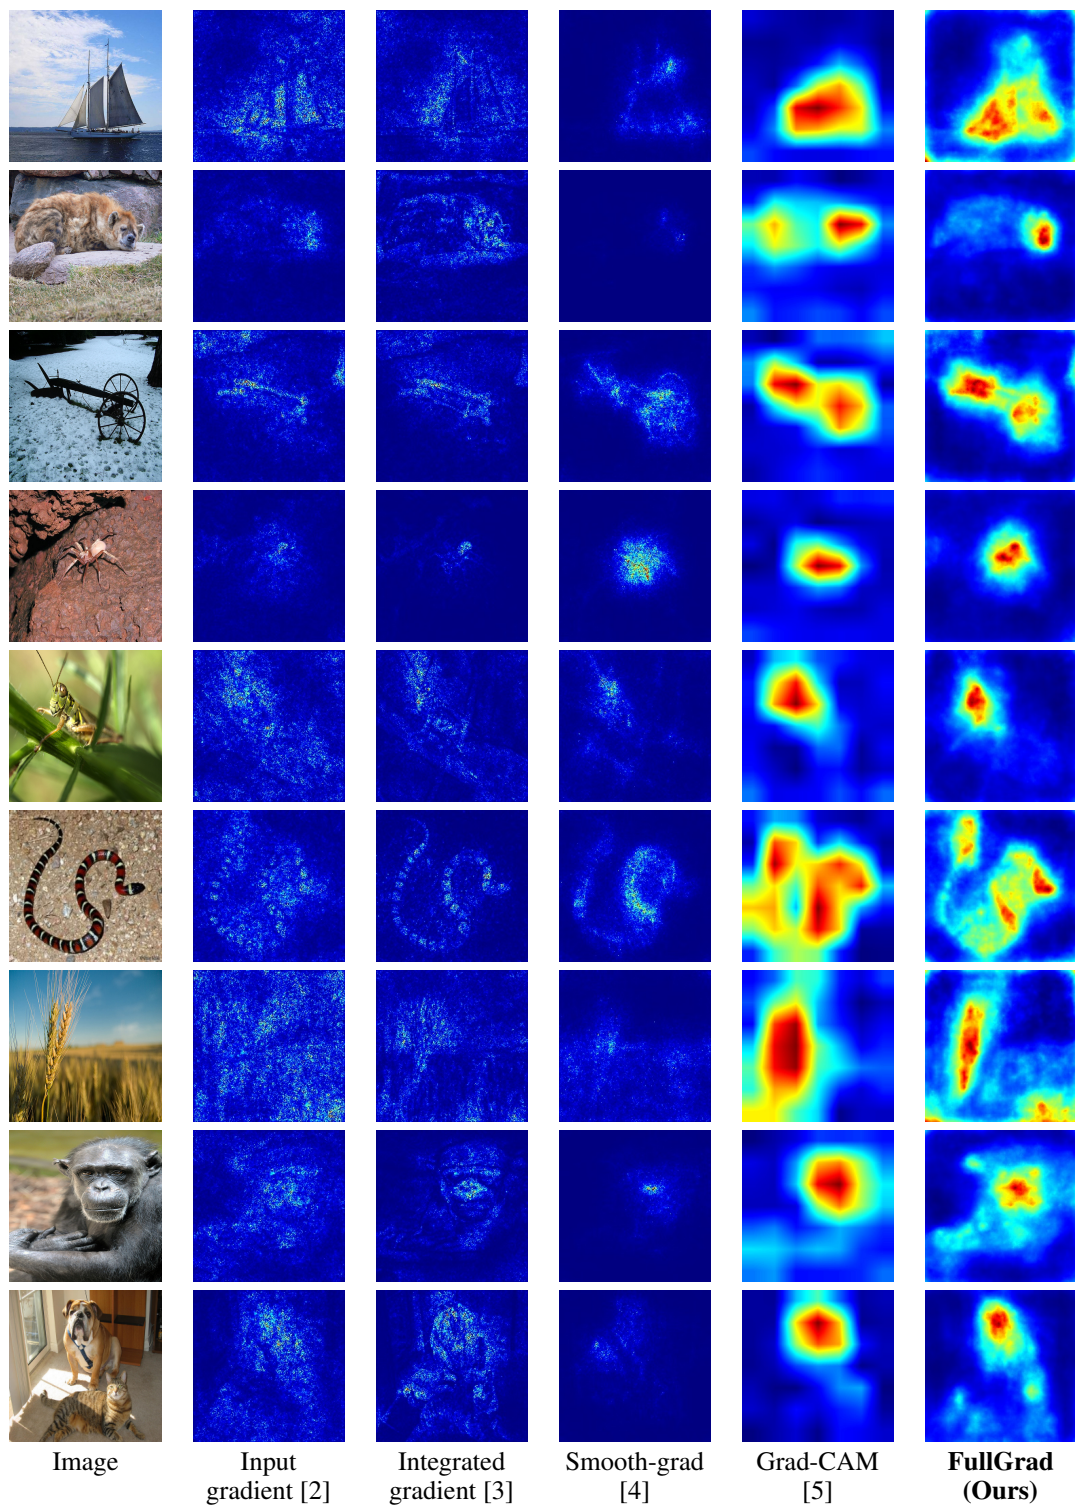 Image
Input
gradient [2]
Integrated
gradient [3]
Smooth-grad
[4]
Grad-CAM
[5]
FullGrad
(Ours)